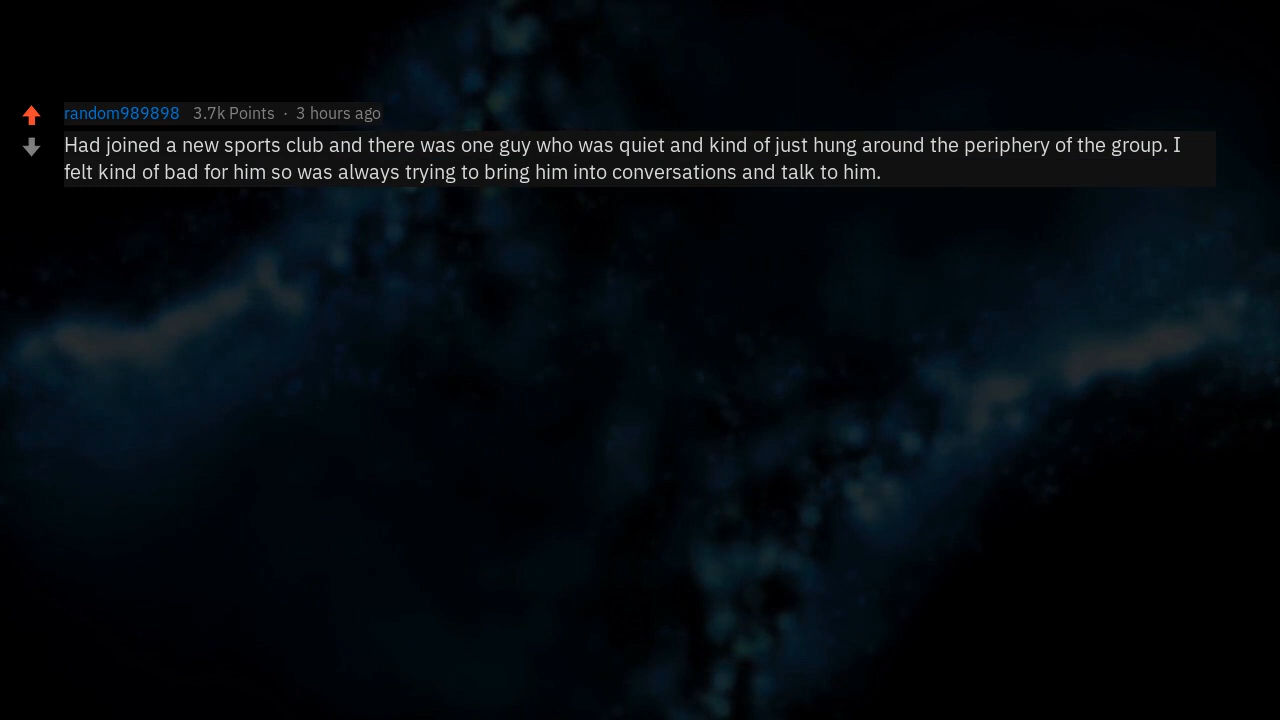 random989898 3.7k Points · 3 hours ago
Had joined a new sports club and there was one guy who was quiet and kind of just hung around the periphery of the group. I
felt kind of bad for him so was always trying to bring him into conversations and talk to him.